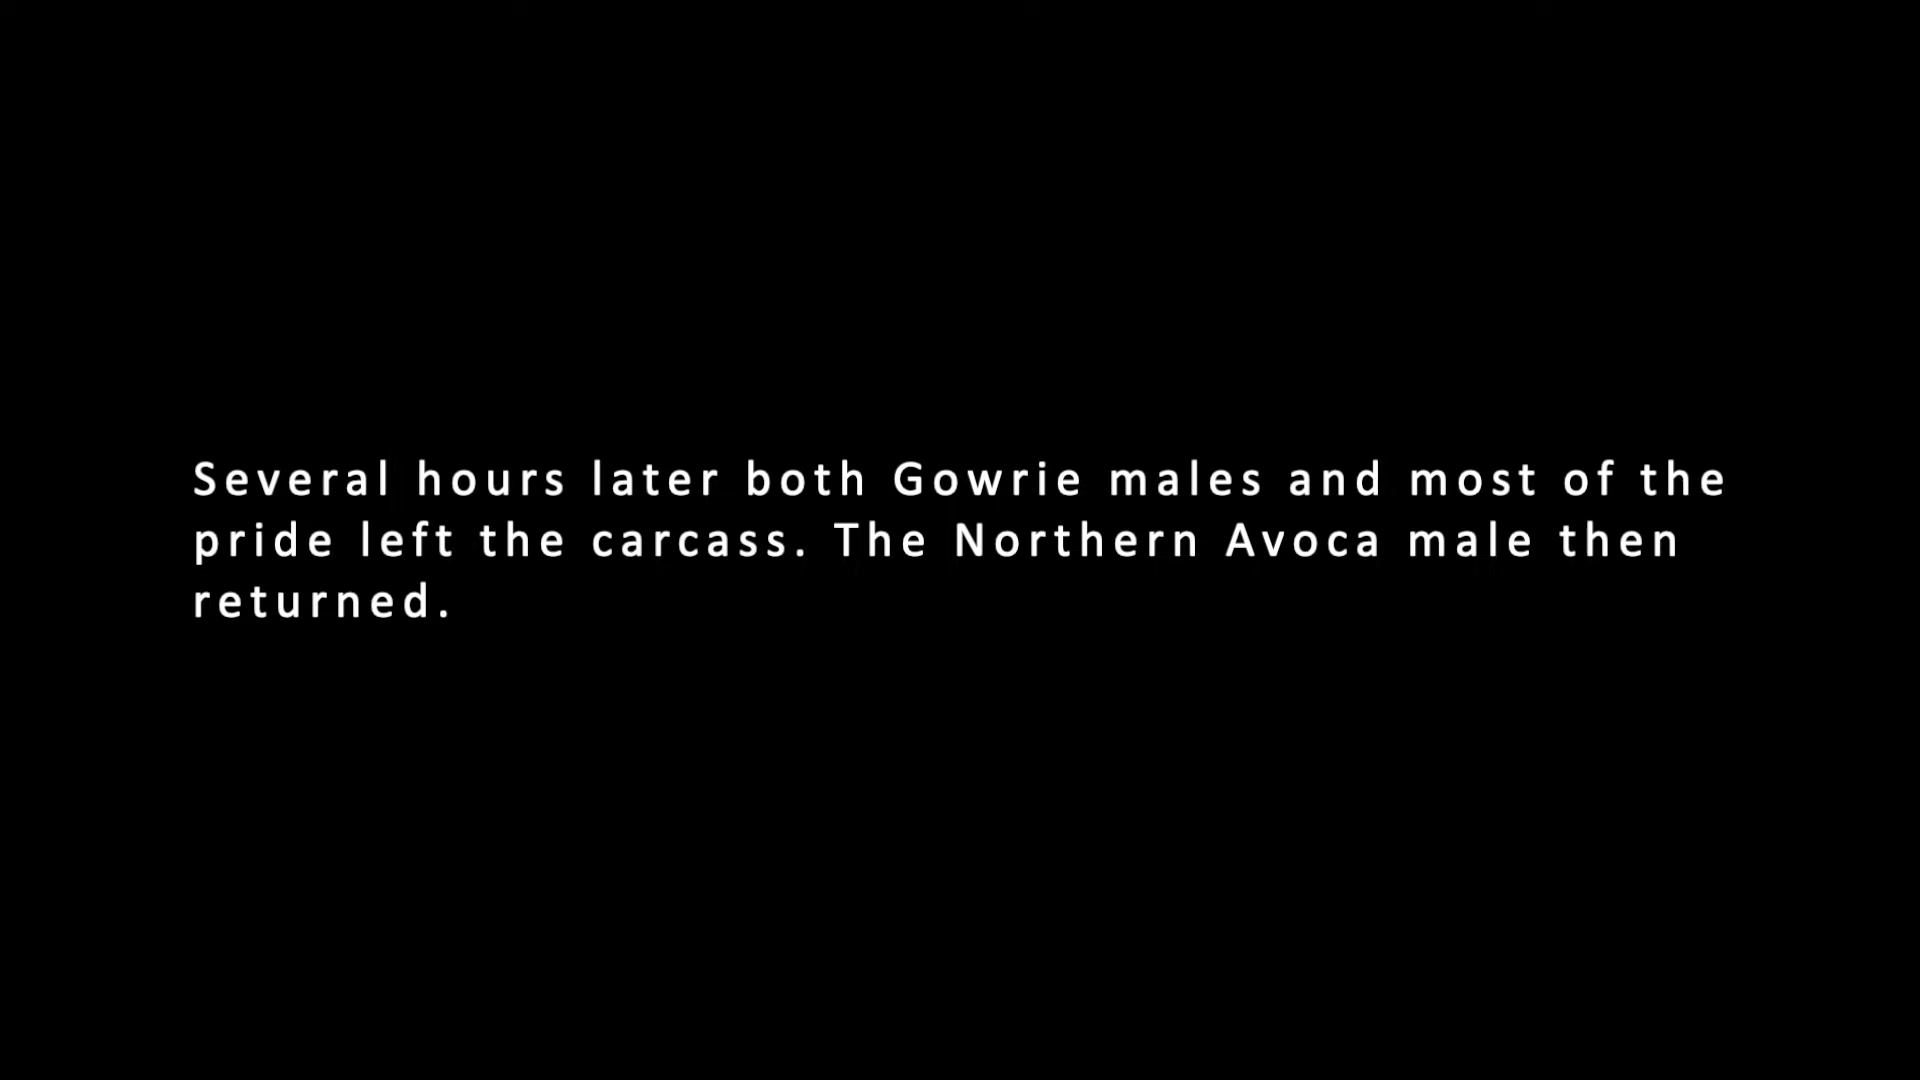 Several hours later both Gowrie males and most of the
pride left the carcass. The Northern Avoca male then
returned.